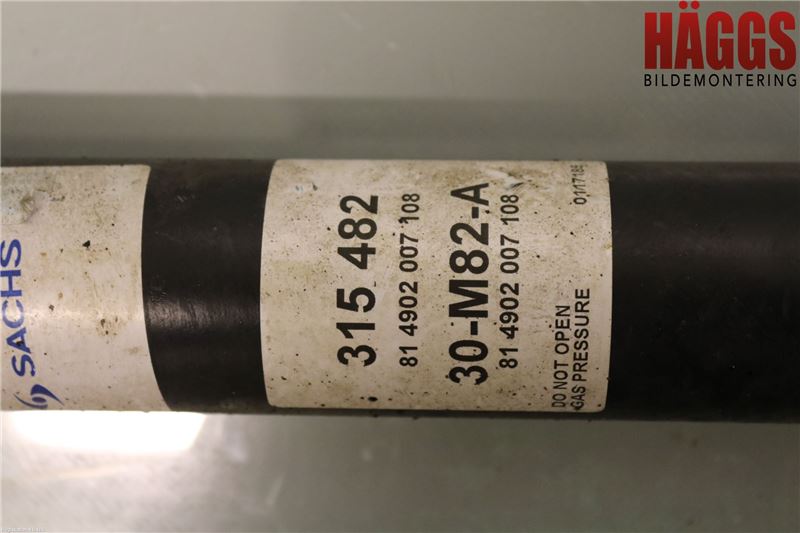 HÄGGS
BILDEMONTERING
SACHS
315 482
81 4902 007 108
30-M82-A
81 4902 007 108
DO NOT OPEN
GAS PRESSURE